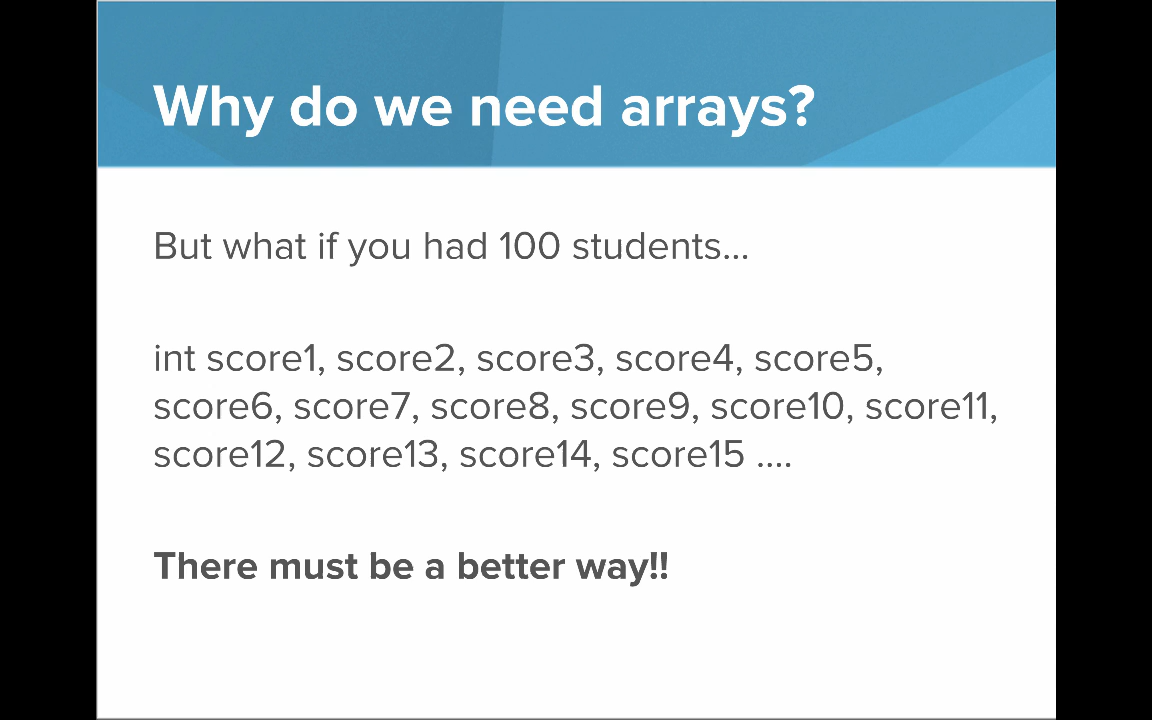 Why do we need arrays?
But what if you had 100 students...
int score1, score2, score3, score4, score5,
score6, score7, score8, score9, score10, score11,
score12, score13, score14, score15 ....
There must be a better way!!